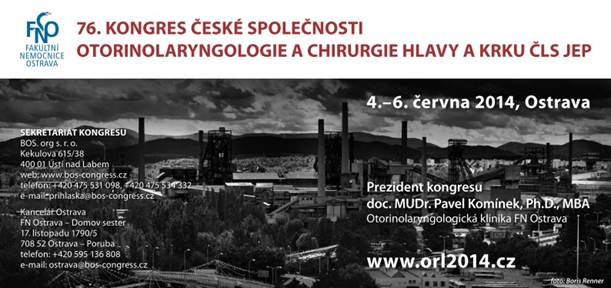 FNO
FAKULTNÍ
NEMOCNICE
OSTRAVA
76. KONGRES ČESKÉ SPOLEČNOSTI
OTORINOLARYNGOLOGIE A CHIRURGIE HLAVY A KRKU ČLS JEP
4.–6. června 2014, Ostrava
SEKRETARIÁT KONGRESU
BOS. org s. r. o.
Kekulova 615/38
400 01 Ústí nad Labem
web: www.bos-congress.cz
telefon: +420 475 531 098, +420 475 534 332
e-mail: prihlaska@bos-congress.cz
Kancelář Ostrava
FN Ostrava – Domov sester
17. listopadu 1790/5
708 52 Ostrava – Poruba
telefon: +420 595 136 808
e-mail: ostrava@bos-congress.cz
Prezident kongresu
doc. MUDr. Pavel Komínek, Ph.D., MBA
Otorinolaryngologická klinika FN Ostrava
www.orl2014.cz
foto: Boris Renner